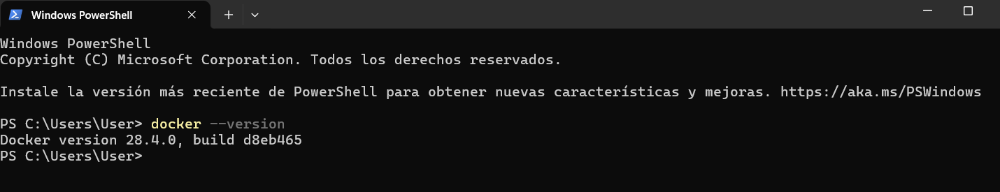 Windows PowerShell
Windows PowerShell
Copyright (C) Microsoft Corporation. Todos los derechos reservados.
Instale la versión más reciente de PowerShell para obtener nuevas características y mejoras. https://aka.ms/PSWindows
PS C:\Users\User> docker --version
Docker version 28.4.0, build d8eb465
PS C:\Users\User>